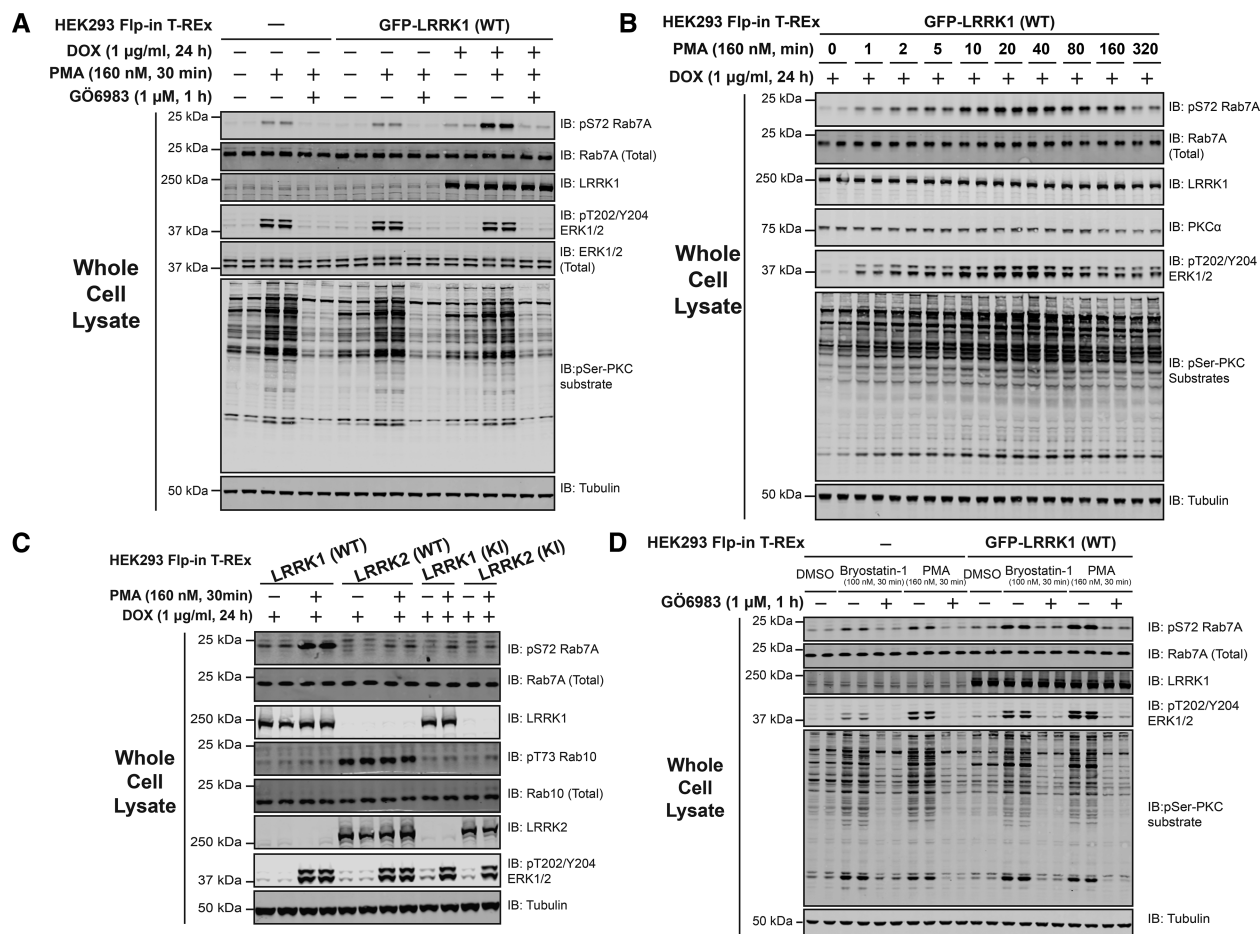 A
HEK293 Flp-in T-REx — GFP-LRRK1 (WT)
DOX (1 µg/ml, 24 h) — — — — — — + + +
PMA (160 nM, 30 min) — + + — + + — + +
GÖ6983 (1 µM, 1 h) — — + — — + — — +
Whole
Cell
Lysate
25 kDa
IB: pS72 Rab7A
25 kDa
IB: Rab7A (Total)
250 kDa
IB: LRRK1
37 kDa
IB: pT202/Y204
ERK1/2
37 kDa
IB: ERK1/2
(Total)
IB:pSer-PKC
substrate
50 kDa
IB: Tubulin
B
HEK293 Flp-in T-REx GFP-LRRK1 (WT)
PMA (160 nM, min) 0 1 2 5 10 20 40 80 160 320
DOX (1 µg/ml, 24 h) + + + + + + + + + +
Whole
Cell
Lysate
25 kDa
IB: pS72 Rab7A
25 kDa
IB: Rab7A
(Total)
250 kDa
IB: LRRK1
75 kDa
IB: PKCα
37 kDa
IB: pT202/Y204
ERK1/2
IB: pSer-PKC
Substrates
50 kDa
IB: Tubulin
C
HEK293 Flp-in T-REx LRRK1 (WT) LRRK2 (WT) LRRK1 (KI) LRRK2 (KI)
PMA (160 nM, 30min) — + — + — + — +
DOX (1 µg/ml, 24 h) + + + + + + + +
Whole
Cell
Lysate
25 kDa
IB: pS72 Rab7A
25 kDa
IB: Rab7A (Total)
250 kDa
IB: LRRK1
25 kDa
IB: pT73 Rab10
25 kDa
IB: Rab10 (Total)
250 kDa
IB: LRRK2
37 kDa
IB: pT202/Y204
ERK1/2
50 kDa
IB: Tubulin
D
HEK293 Flp-in T-REx — GFP-LRRK1 (WT)
DMSO Bryostatin-1 PMA DMSO Bryostatin-1 PMA
(100 nM, 30 min) (160 nM, 30 min) (100 nM, 30 min) (160 nM, 30 min)
GÖ6983 (1 µM, 1 h) — — + — + — — + — +
Whole
Cell
Lysate
25 kDa
IB: pS72 Rab7A
25 kDa
IB: Rab7A (Total)
250 kDa
IB: LRRK1
37 kDa
IB: pT202/Y204
ERK1/2
IB:pSer-PKC
substrate
50 kDa
IB: Tubulin